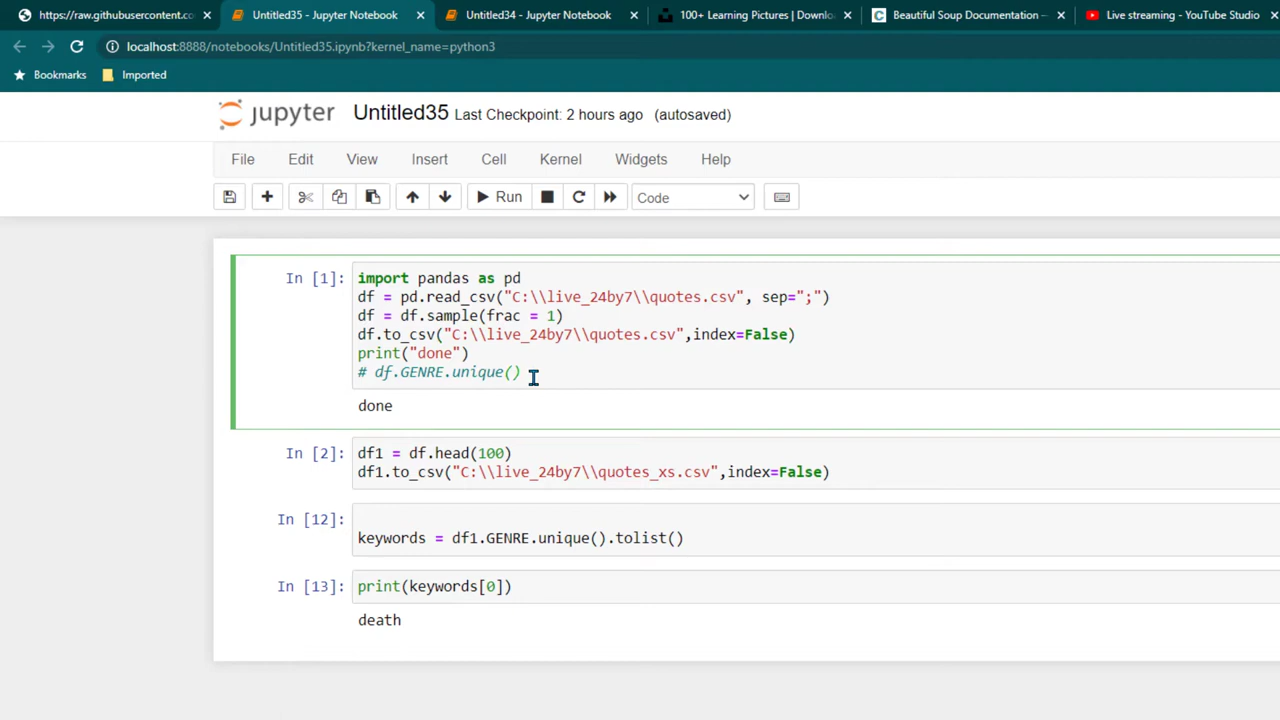 https://raw.githubusercontent.co
Untitled35 - Jupyter Notebook
Untitled34 - Jupyter Notebook
100+ Learning Pictures | Downlo
Beautiful Soup Documentation —
Live streaming - YouTube Studio
localhost:8888/notebooks/Untitled35.ipynb?kernel_name=python3
Bookmarks
Imported
jupyter Untitled35 Last Checkpoint: 2 hours ago (autosaved)
File Edit View Insert Cell Kernel Widgets Help
Run Code
In [1]: import pandas as pd
df = pd.read_csv("C:\\live_24by7\\quotes.csv", sep=";")
df = df.sample(frac = 1)
df.to_csv("C:\\live_24by7\\quotes.csv",index=False)
print("done")
# df.GENRE.unique()
done
In [2]: df1 = df.head(100)
df1.to_csv("C:\\live_24by7\\quotes_xs.csv",index=False)
In [12]:
keywords = df1.GENRE.unique().tolist()
In [13]: print(keywords[0])
death